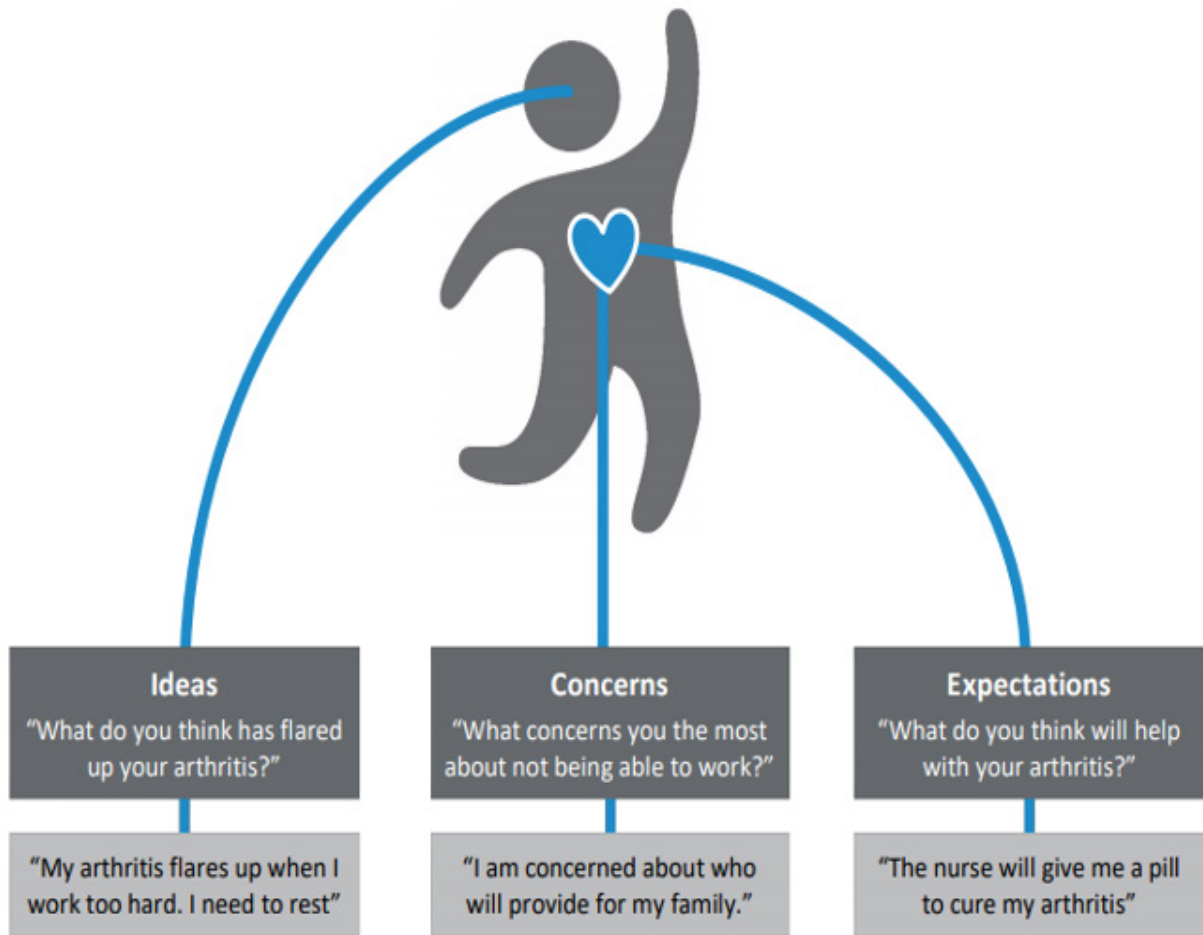 Ideas
“What do you think has flared
up your arthritis?”
“My arthritis flares up when I
work too hard. I need to rest”
Concerns
“What concerns you the most
about not being able to work?”
“I am concerned about who
will provide for my family.”
Expectations
“What do you think will help
with your arthritis?”
“The nurse will give me a pill
to cure my arthritis”